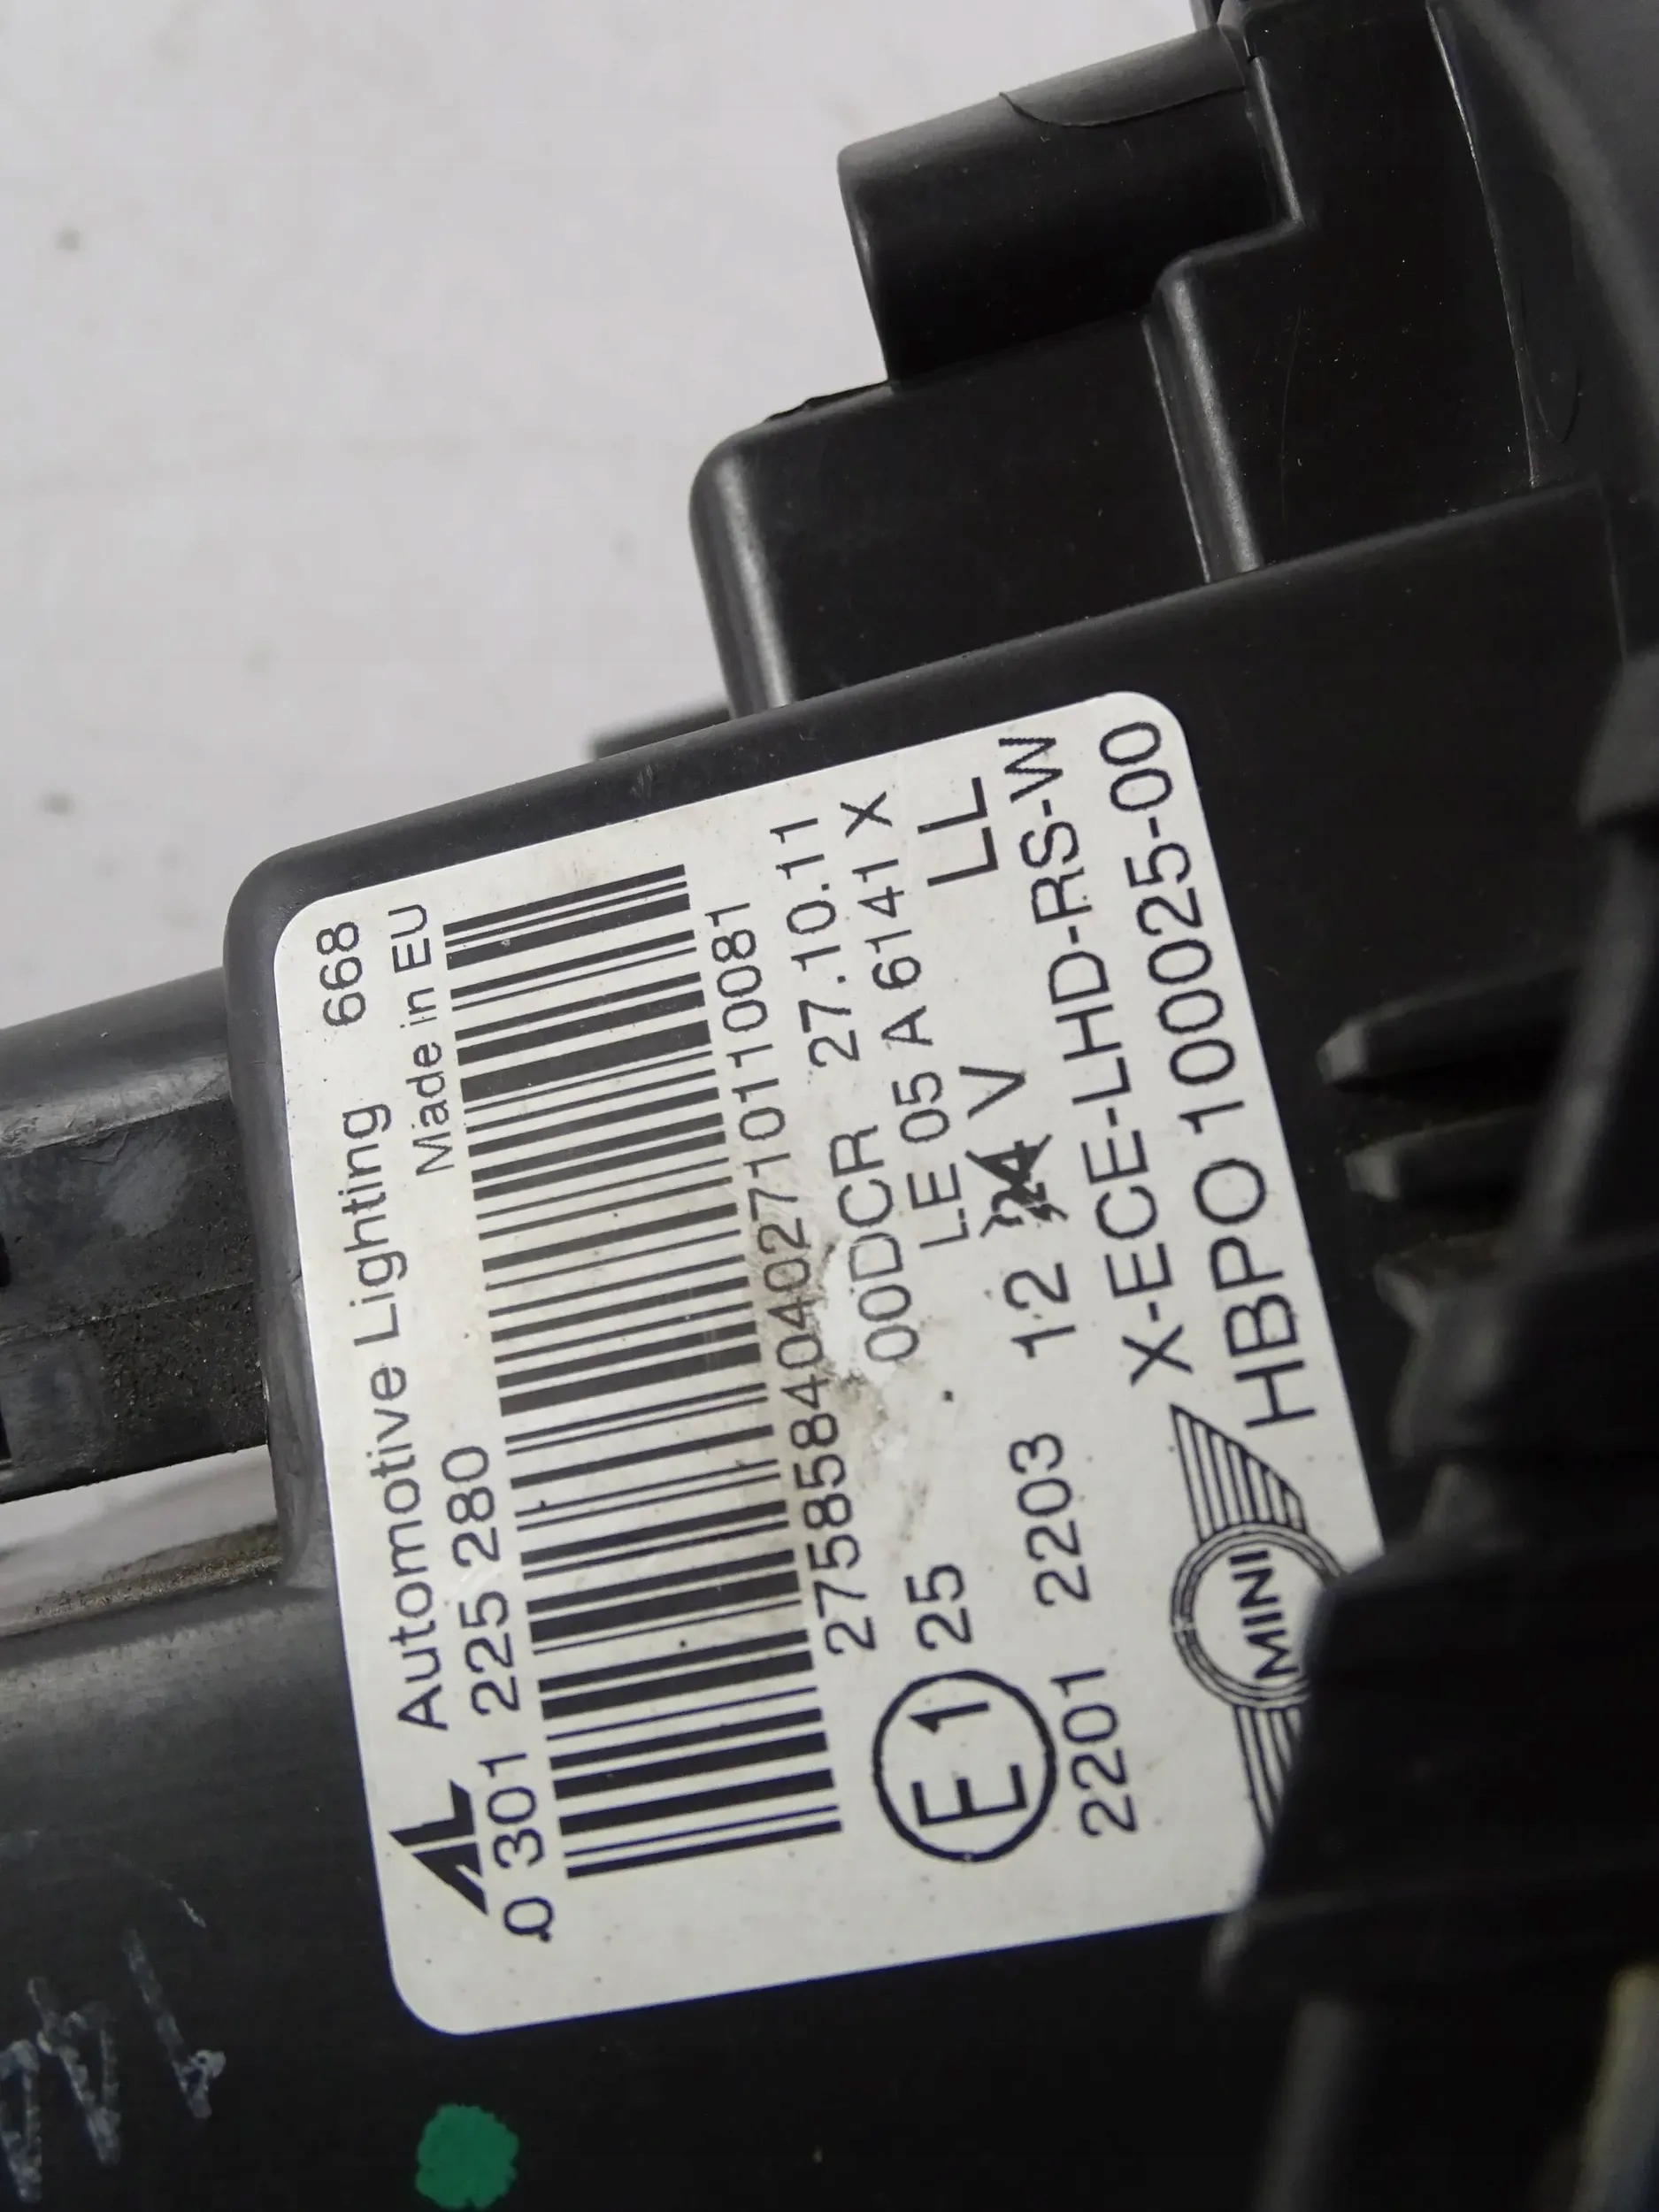 AL Automotive Lighting 668
0 301 225 280 Made in EU
27585840402710110081
00DCR 27.10.11
E1 25 LE 05 A 6141 X
2201 2203 12 24 V LL
X-ECE-LHD-RS-W
MINI HBPO 100025-00